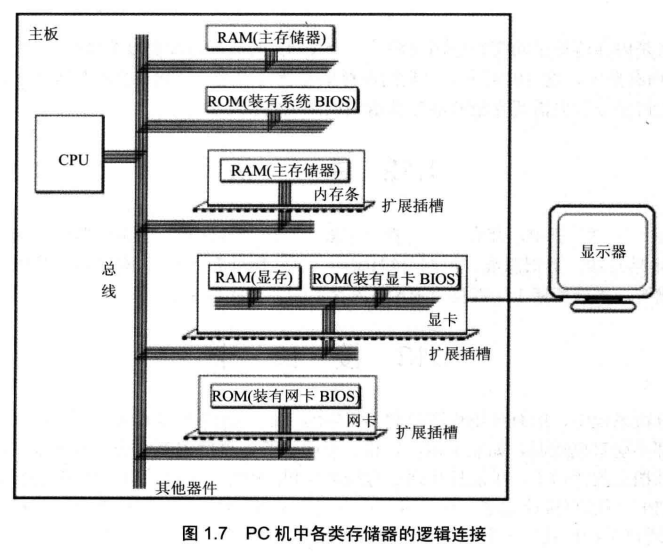 主板
RAM(主存储器)
ROM(装有系统 BIOS)
CPU
RAM(主存储器)
内存条
扩展插槽
总
线
RAM(显存)
ROM(装有显卡 BIOS)
显卡
扩展插槽
显示器
ROM(装有网卡 BIOS)
网卡
扩展插槽
其他器件
图 1.7 PC 机中各类存储器的逻辑连接